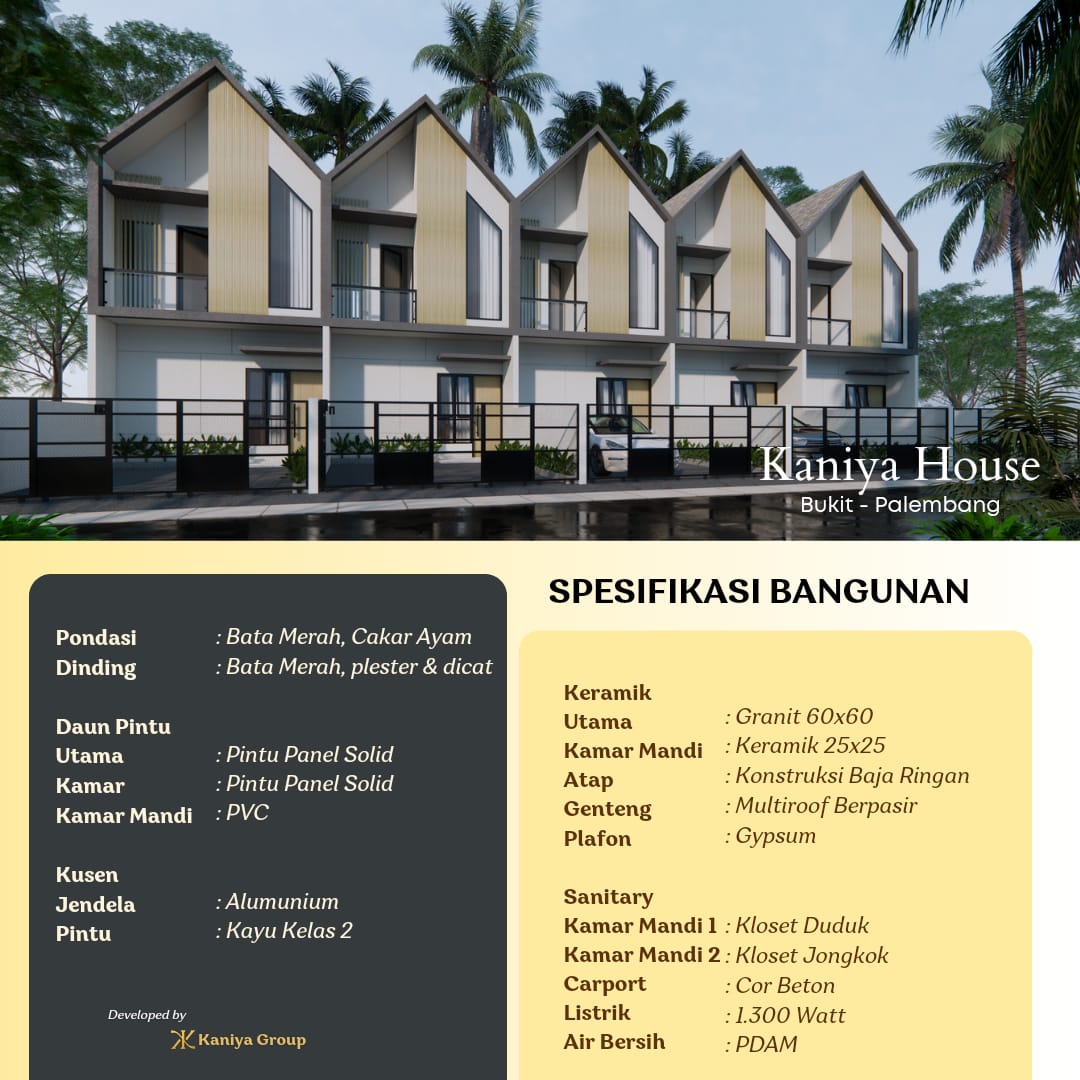 Kaniya House
Bukit - Palembang
SPESIFIKASI BANGUNAN
Pondasi : Bata Merah, Cakar Ayam
Dinding : Bata Merah, plester & dicat
Daun Pintu
Utama : Pintu Panel Solid
Kamar : Pintu Panel Solid
Kamar Mandi : PVC
Kusen
Jendela : Alumunium
Pintu : Kayu Kelas 2
Developed by
Kaniya Group
Keramik
Utama : Granit 60x60
Kamar Mandi : Keramik 25x25
Atap : Konstruksi Baja Ringan
Genteng : Multiroof Berpasir
Plafon : Gypsum
Sanitary
Kamar Mandi 1 : Kloset Duduk
Kamar Mandi 2 : Kloset Jongkok
Carport : Cor Beton
Listrik : 1.300 Watt
Air Bersih : PDAM